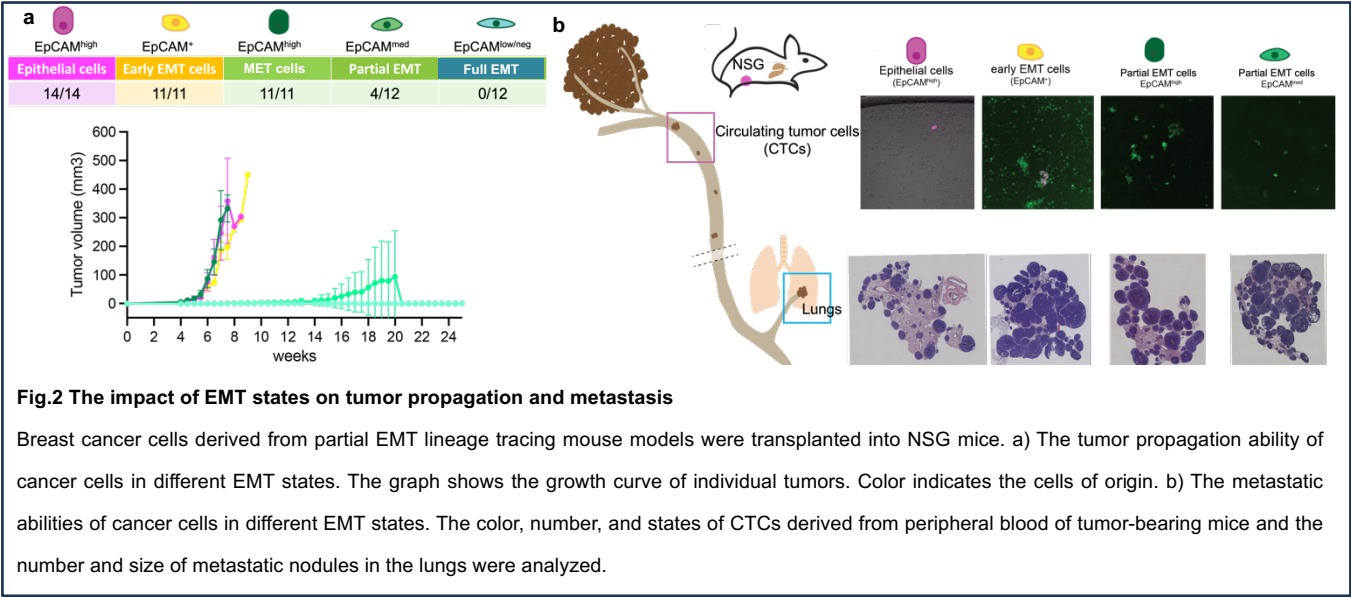 a
EpCAMhigh EpCAM+ EpCAMhigh EpCAMmed EpCAMlow/neg
Epithelial cells Early EMT cells MET cells Partial EMT Full EMT
14/14 11/11 11/11 4/12 0/12
Tumor volume (mm3)
600
500
400
300
200
100
0
0 2 4 6 8 10 12 14 16 18 20 22 24
weeks
b
NSG
Circulating tumor cells
(CTCs)
Lungs
Epithelial cells
(EpCAMhigh)
early EMT cells
(EpCAM+)
Partial EMT cells
EpCAMhigh
Partial EMT cells
EpCAMmed
Fig.2 The impact of EMT states on tumor propagation and metastasis
Breast cancer cells derived from partial EMT lineage tracing mouse models were transplanted into NSG mice. a) The tumor propagation ability of
cancer cells in different EMT states. The graph shows the growth curve of individual tumors. Color indicates the cells of origin. b) The metastatic
abilities of cancer cells in different EMT states. The color, number, and states of CTCs derived from peripheral blood of tumor-bearing mice and the
number and size of metastatic nodules in the lungs were analyzed.